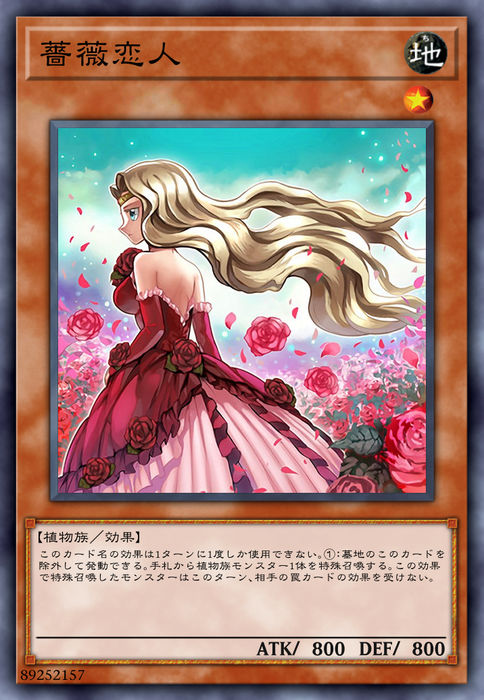 薔薇恋人
ち
地
【植物族／効果】
このカード名の効果は1ターンに1度しか使用できない。①：墓地のこのカードを
除外して発動できる。手札から植物族モンスター1体を特殊召喚する。この効果
で特殊召喚したモンスターはこのターン、相手の罠カードの効果を受けない。
ATK/ 800 DEF/ 800
89252157